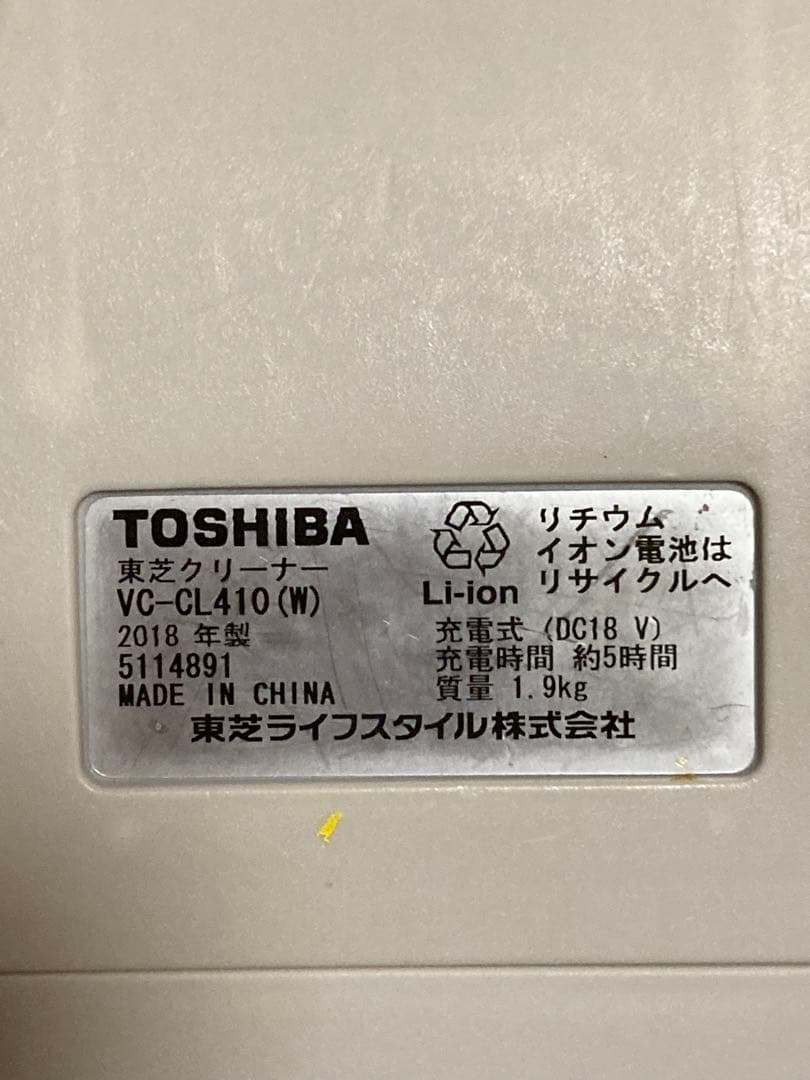 TOSHIBA
東芝クリーナー
VC-CL410(W)
2018 年製
5114891
MADE IN CHINA
Li-ion
リチウム
イオン電池は
リサイクルへ
充電式 (DC18 V)
充電時間 約5時間
質量 1.9kg
東芝ライフスタイル株式会社